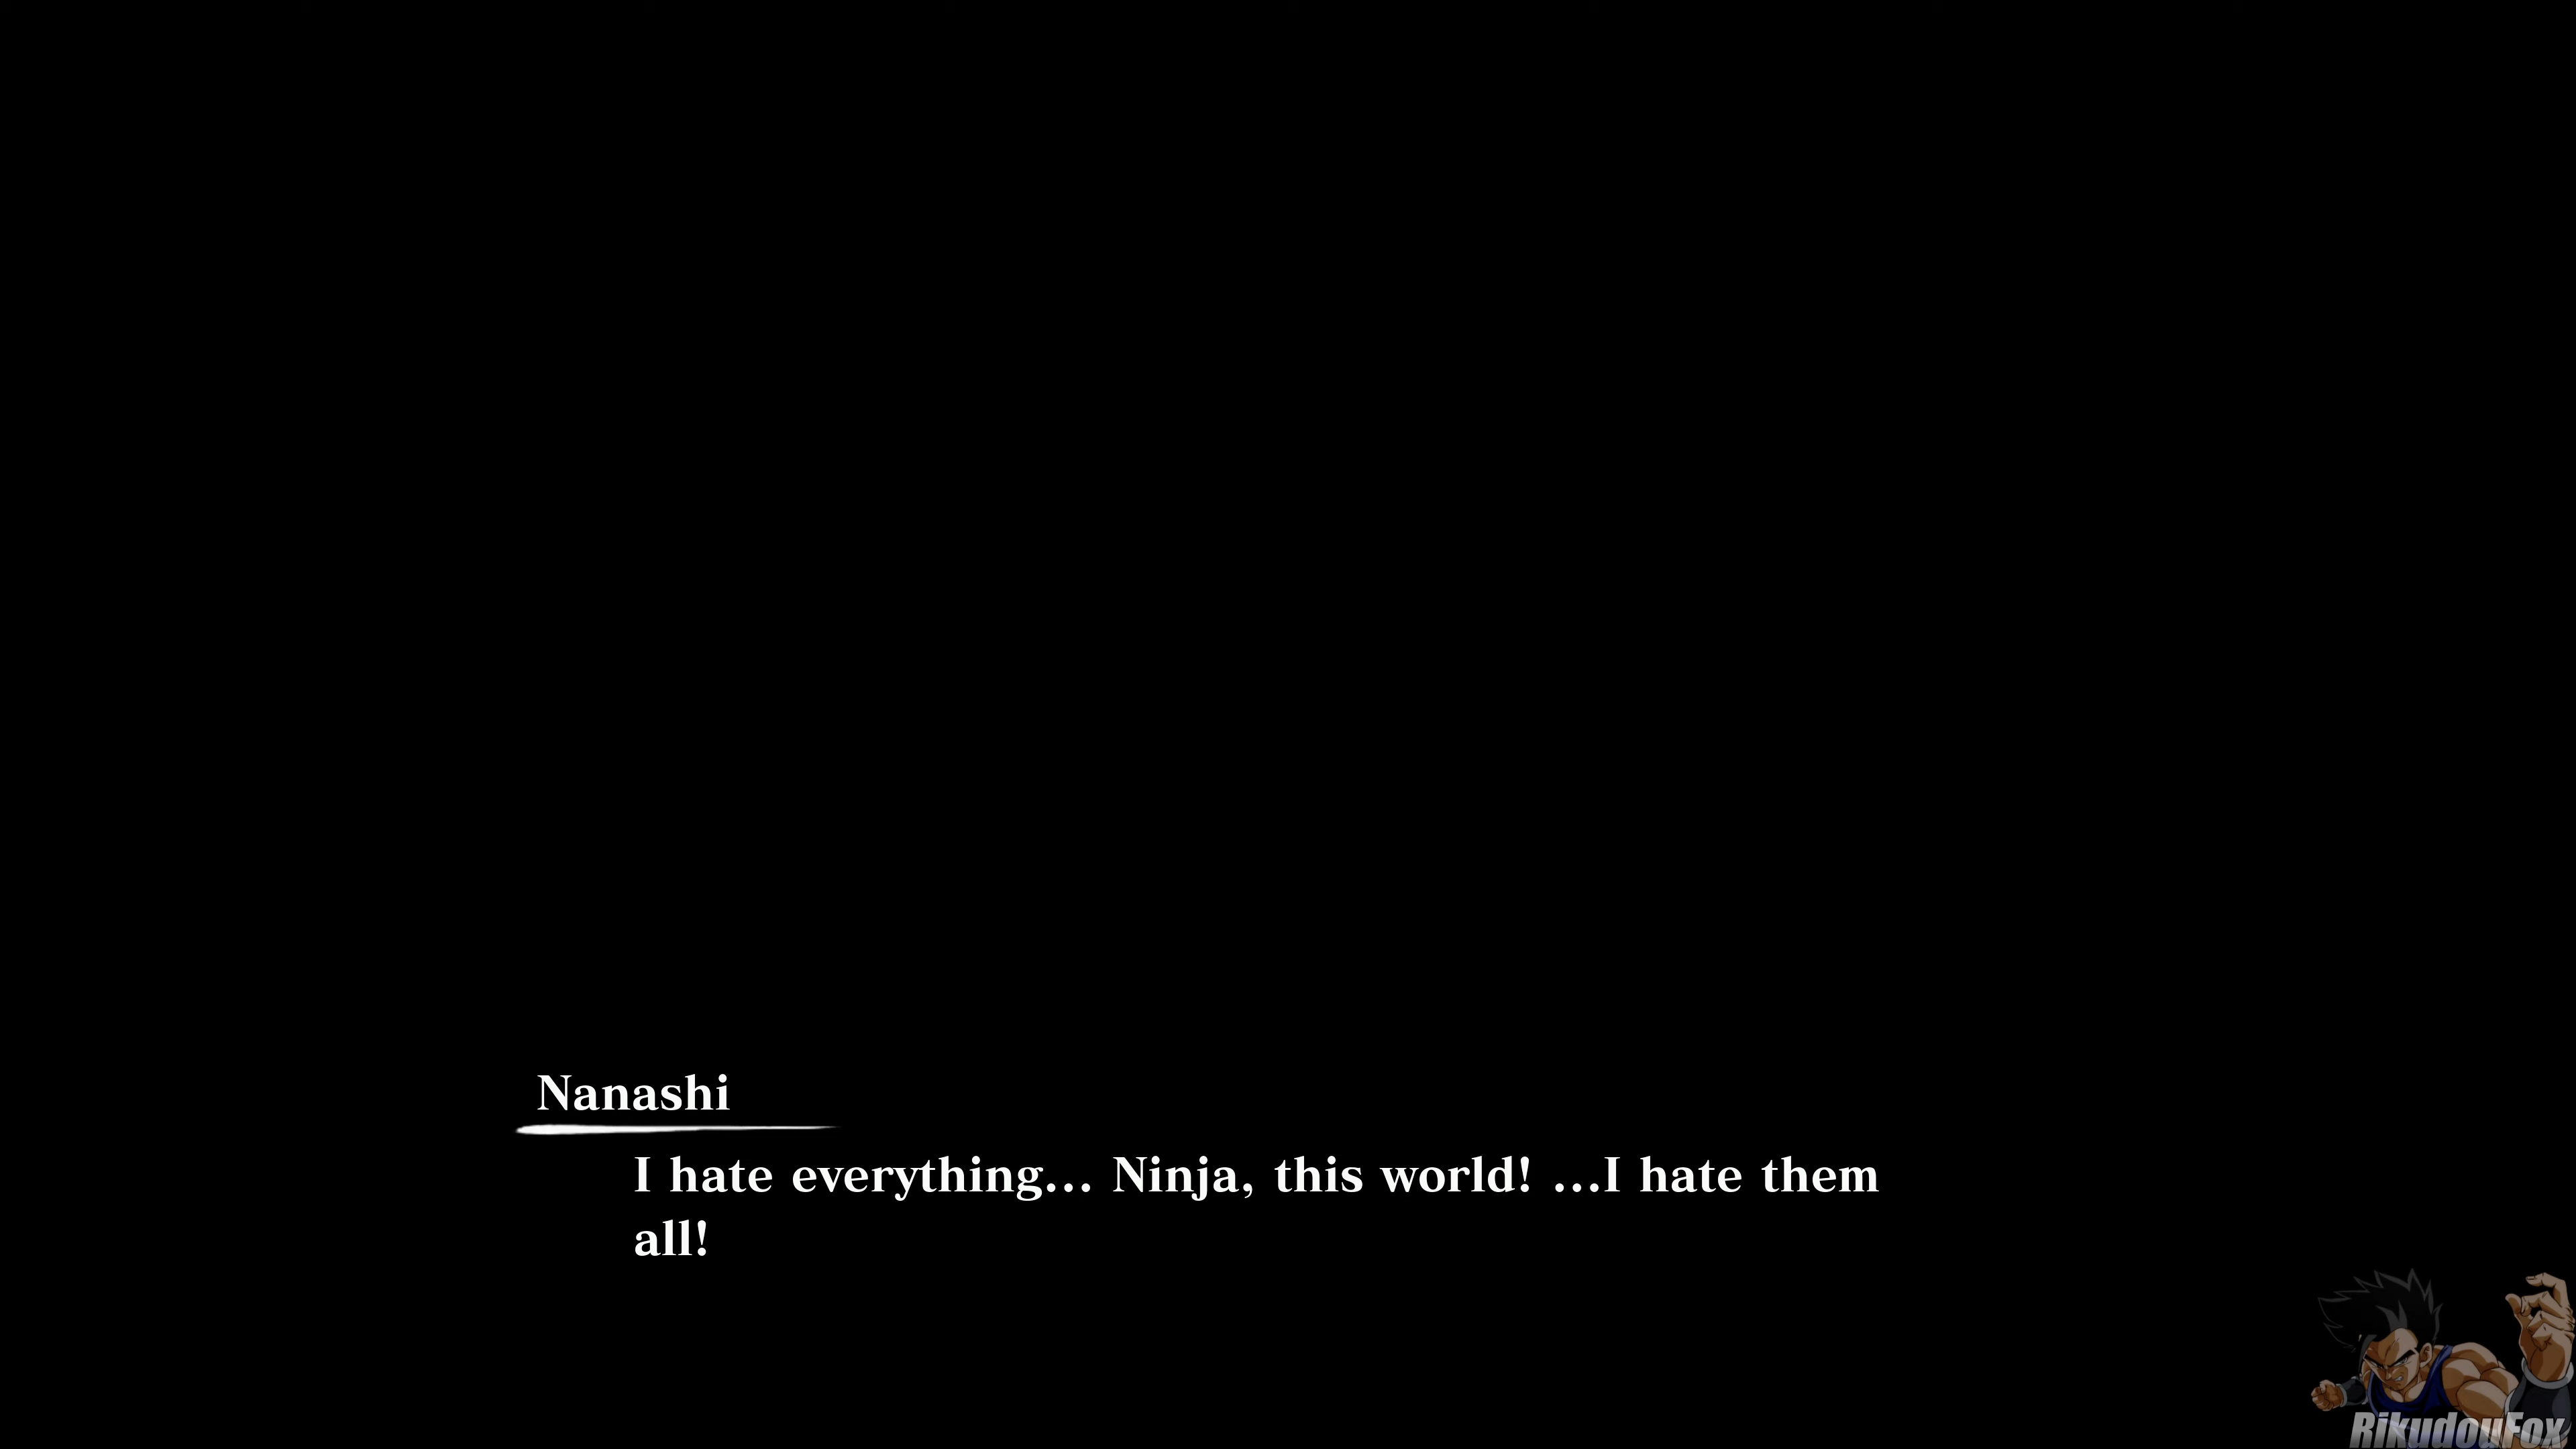 Nanashi
I hate everything... Ninja, this world! ...I hate them
all!
RikudouFox